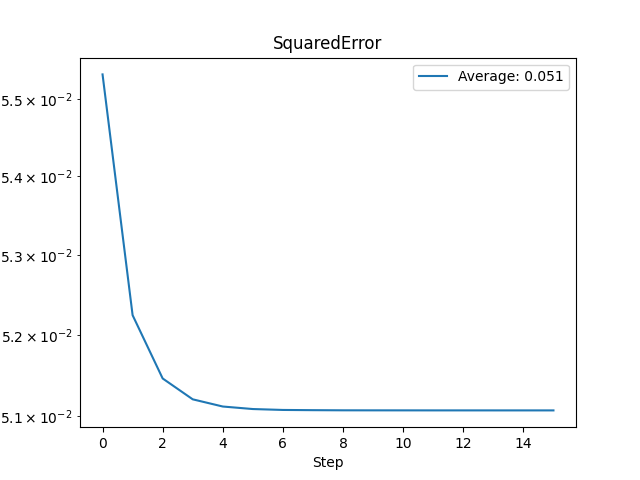 SquaredError
Average: 0.051
5.5 × 10⁻²
5.4 × 10⁻²
5.3 × 10⁻²
5.2 × 10⁻²
5.1 × 10⁻²
0 2 4 6 8 10 12 14
Step